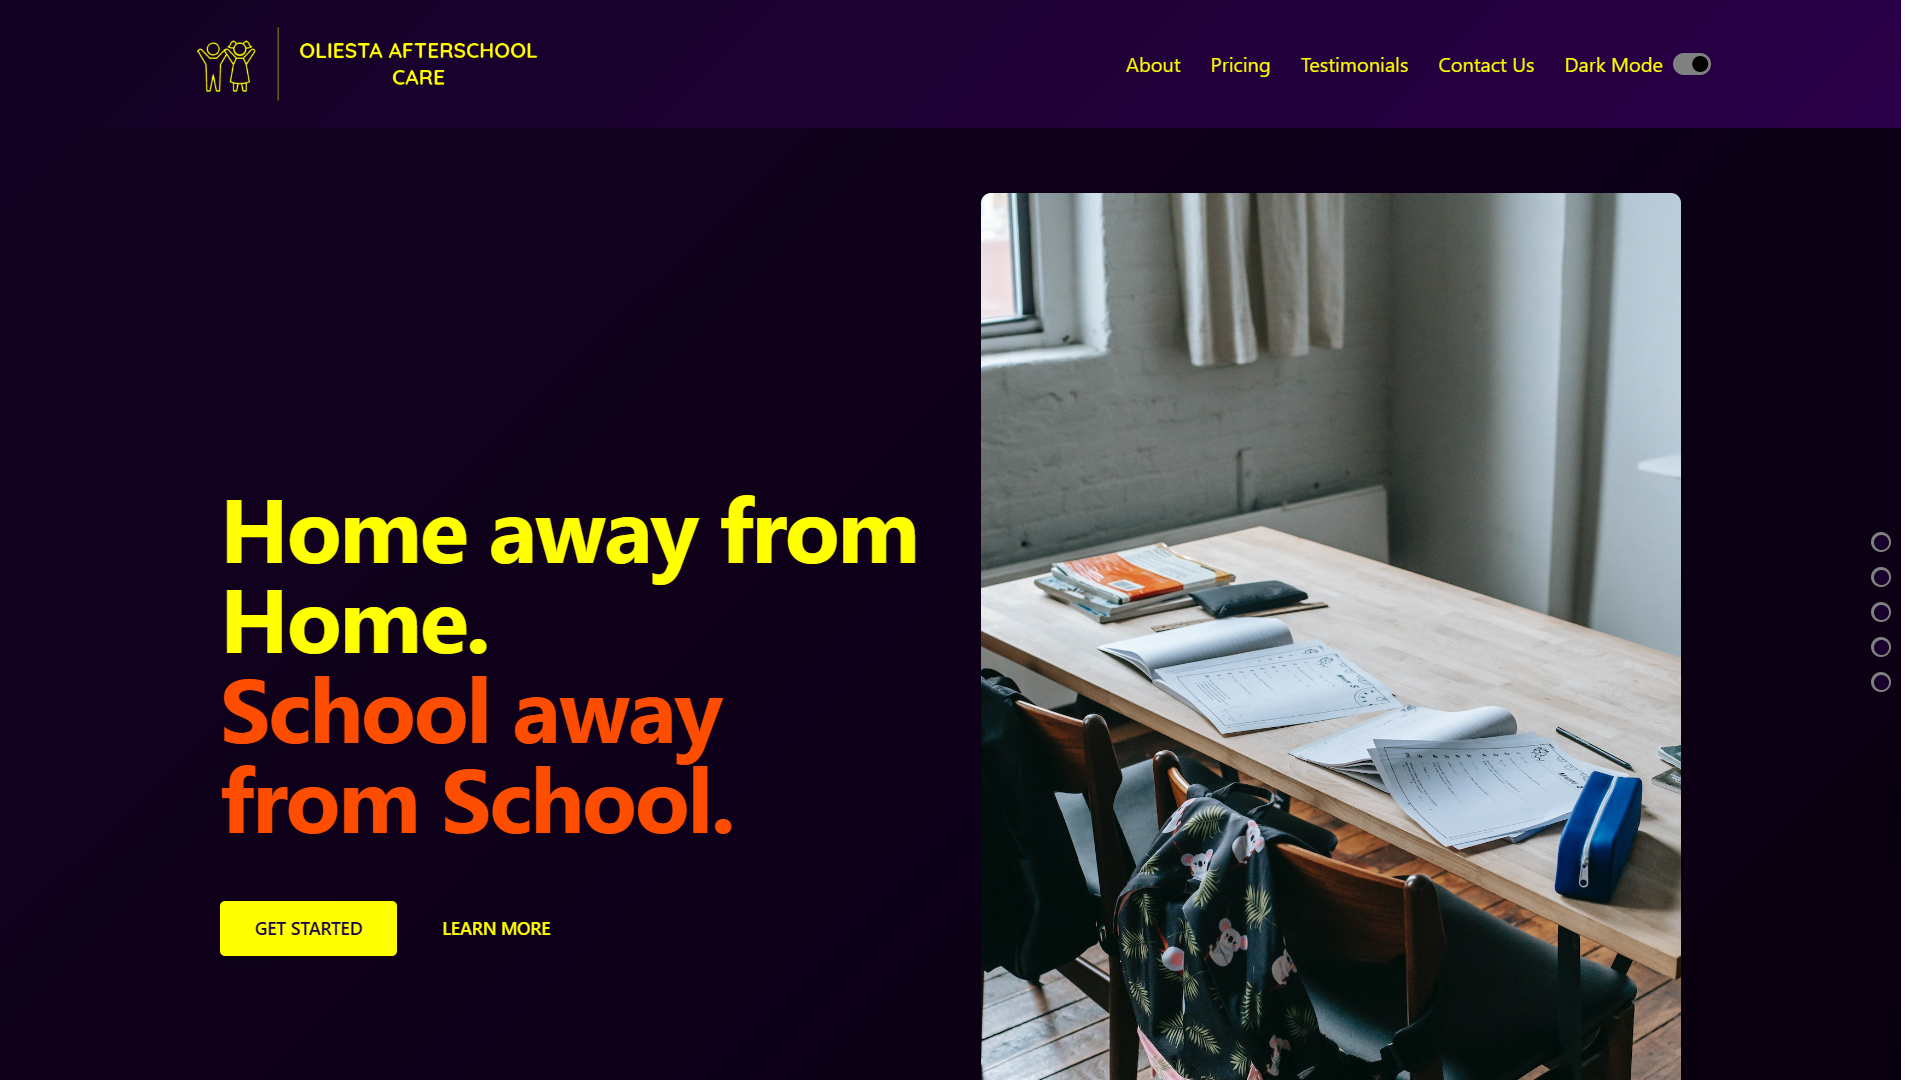 OLIESTA AFTERSCHOOL
CARE
About Pricing Testimonials Contact Us Dark Mode
Home away from
Home.
School away
from School.
GET STARTED LEARN MORE